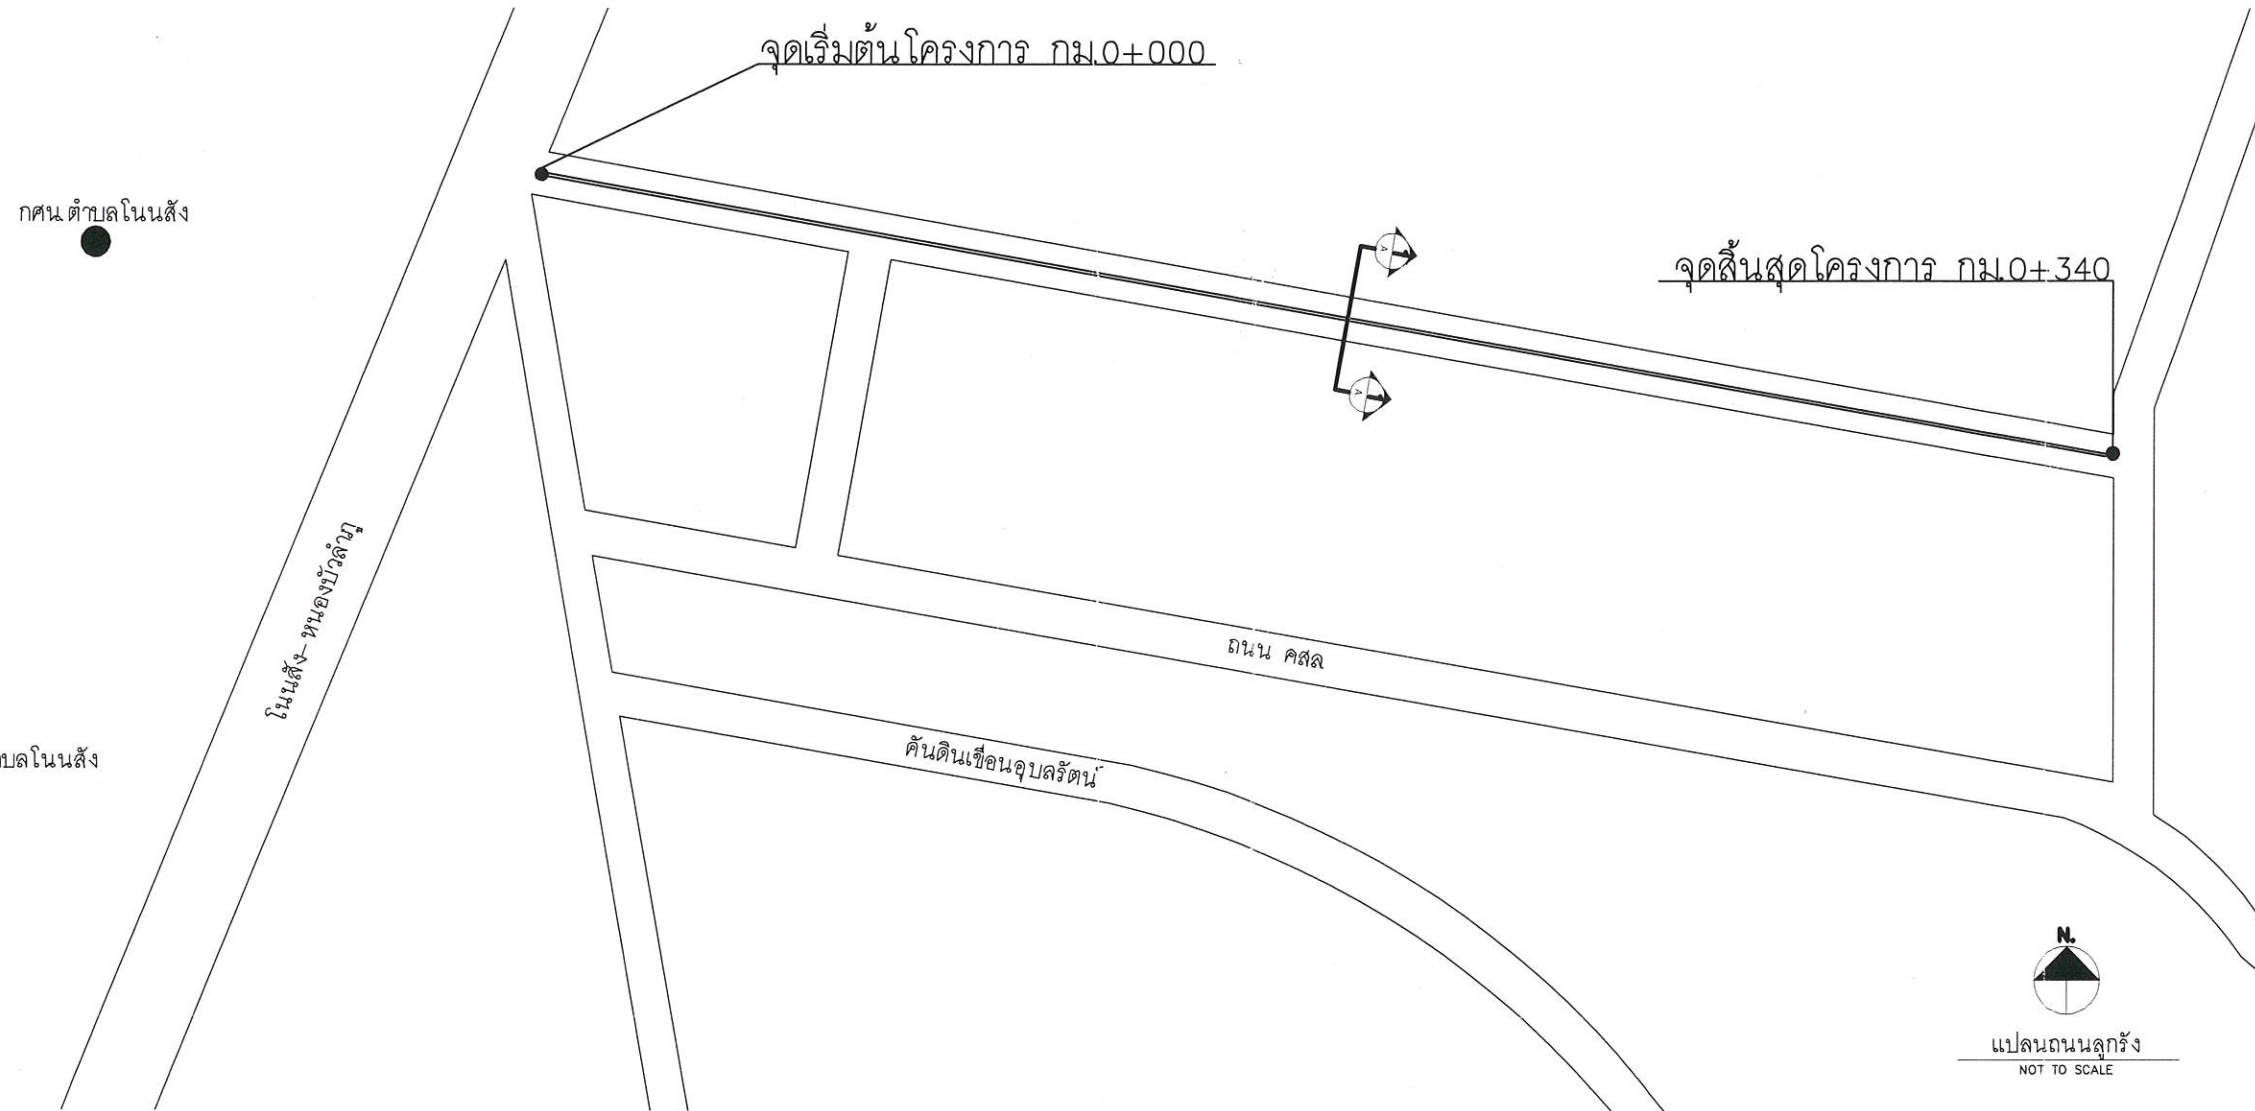 จุดเริ่มต้นโครงการ กม.0+000
กศน.ตำบลโนนสัง
จุดสิ้นสุดโครงการ กม.0+340
A
1
A
1
โนนสัง-หนองบัวลำภู
ถนน คสล
คันดินเขื่อนอุบลรัตน์
บลโนนสัง
N.
แปลนถนนลูกรัง
NOT TO SCALE